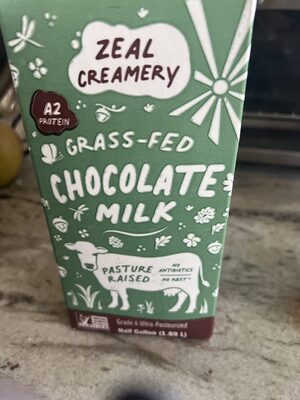 ZEAL
CREAMERY
A2
PROTEIN
GRASS-FED
CHOCOLATE
MILK
PASTURE
RAISED
NO
ANTIBIOTICS
NO RBST
Grade A Ultra-Pasteurized
Half Gallon (1.89 L)